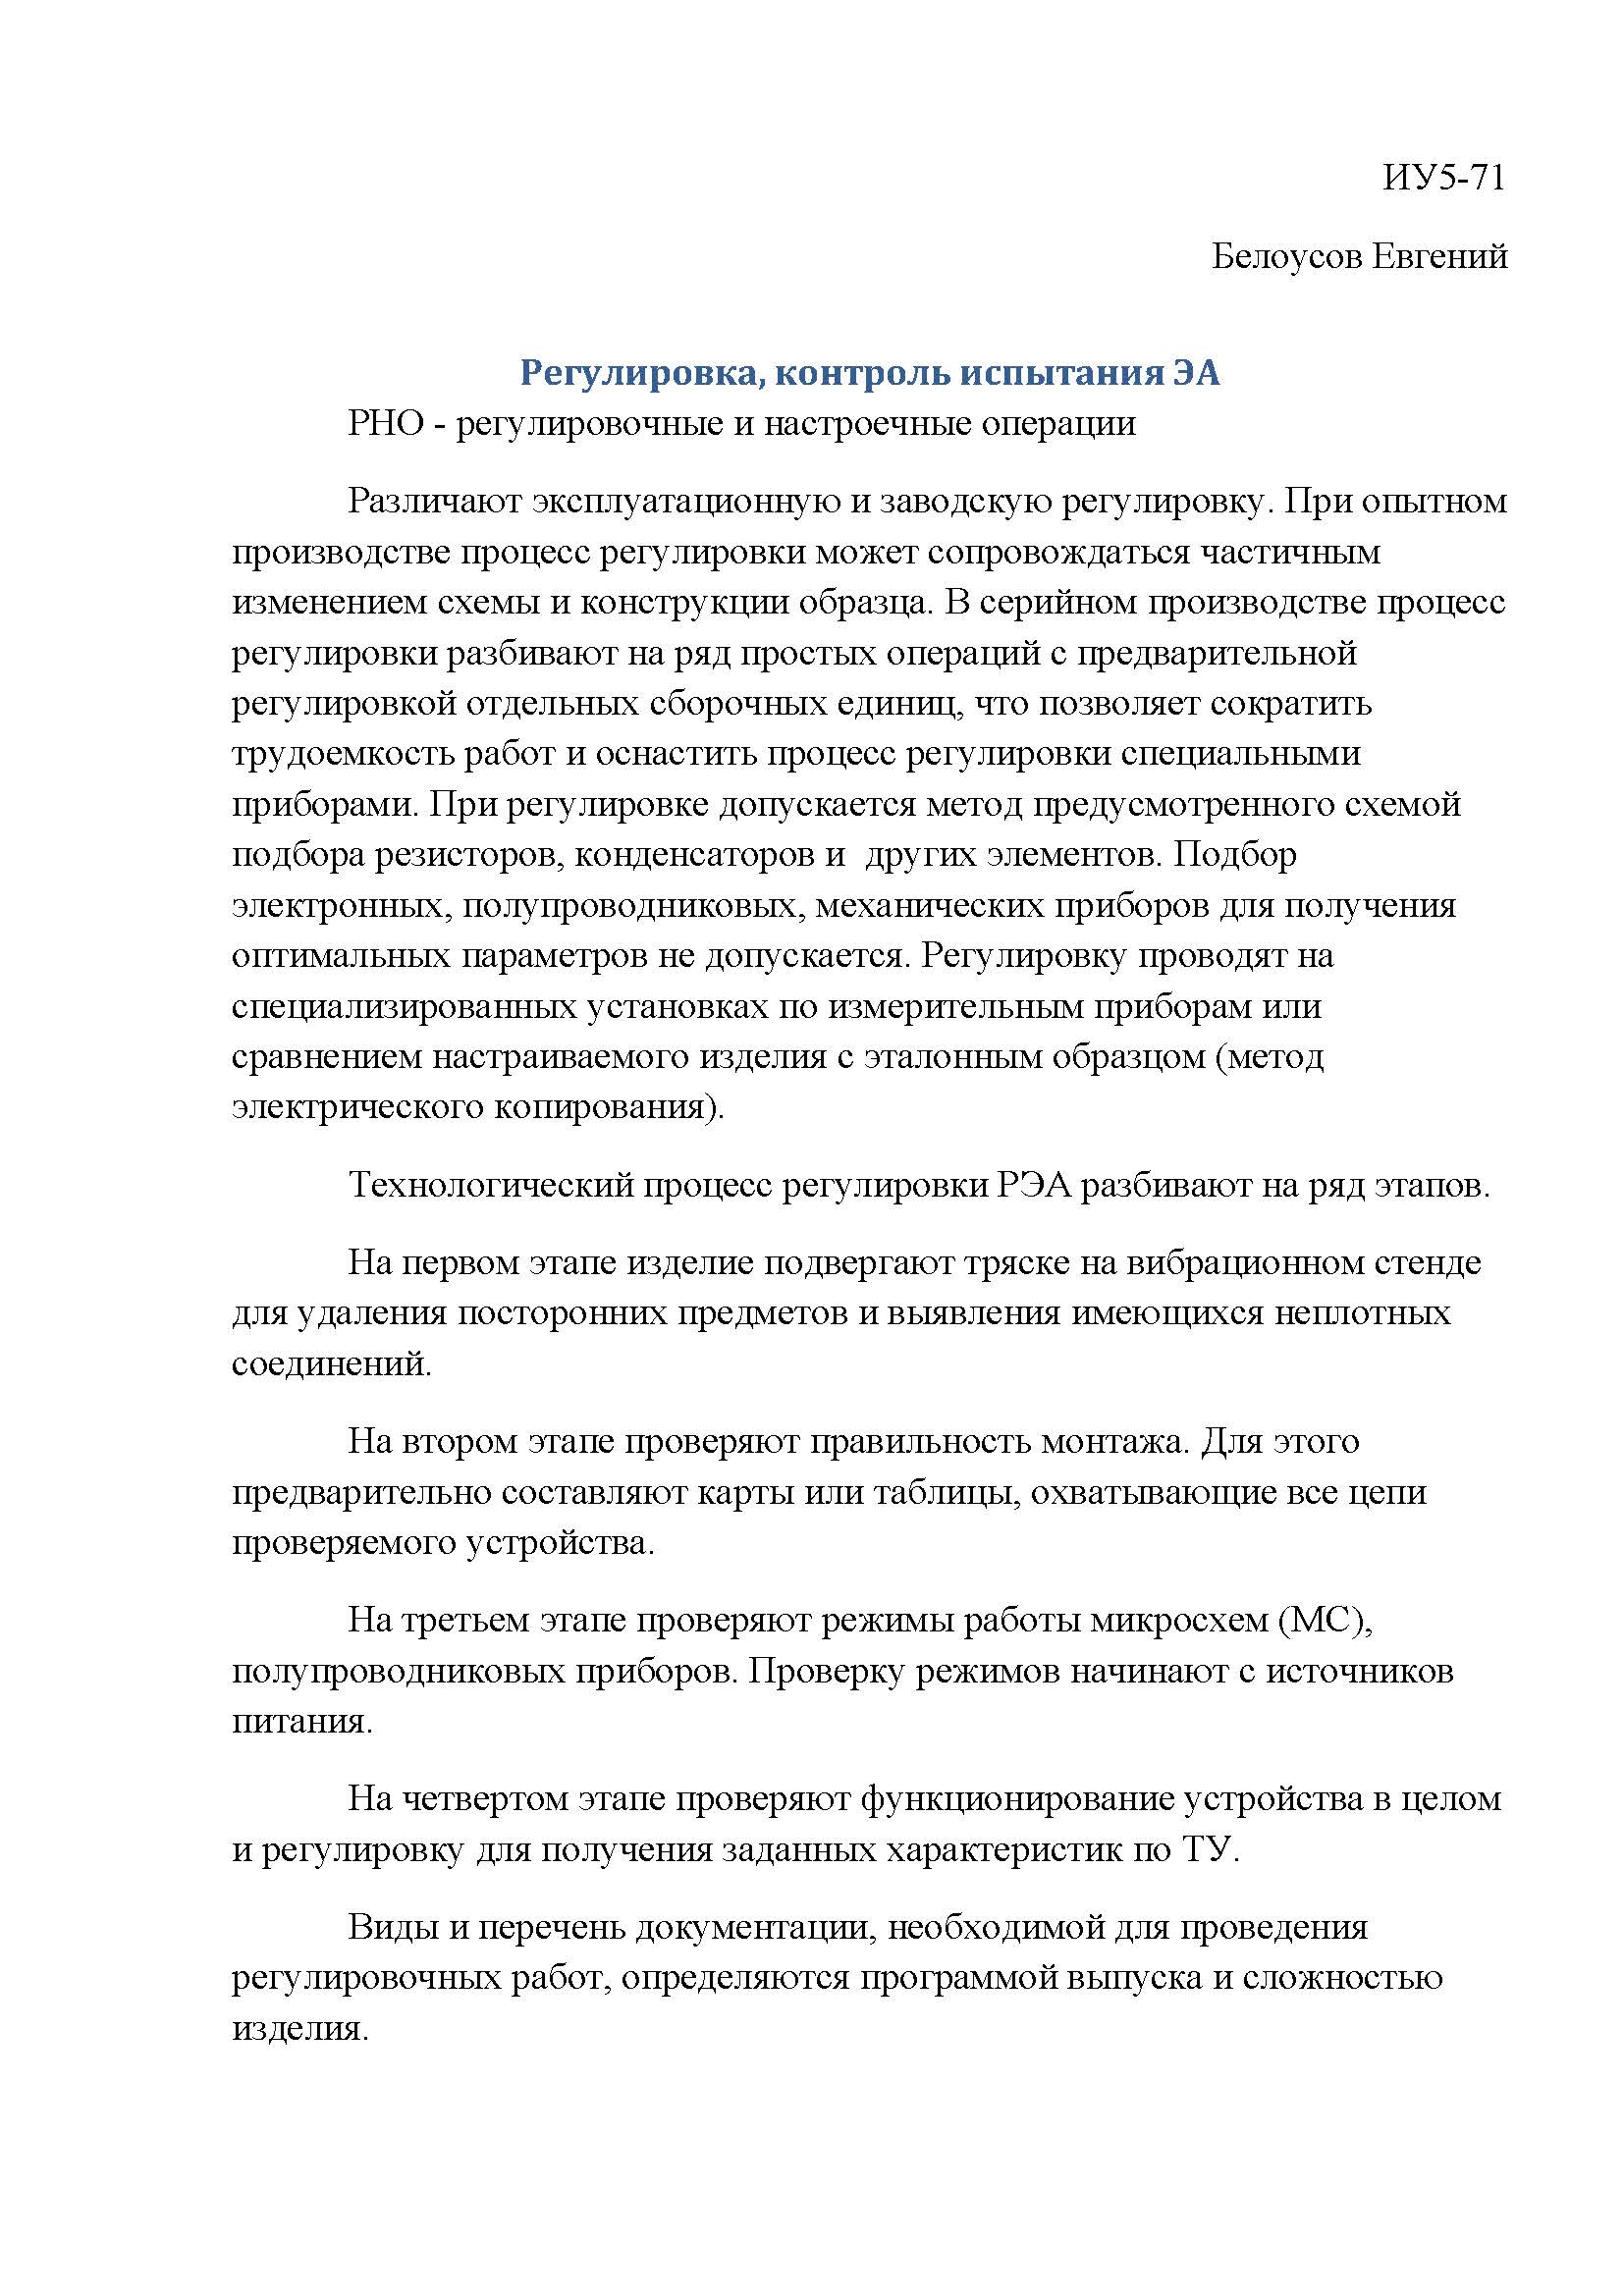 ИУ5-71
Белоусов Евгений
Регулировка, контроль испытания ЭА
РНО - регулировочные и настроечные операции
Различают эксплуатационную и заводскую регулировку. При опытном
производстве процесс регулировки может сопровождаться частичным
изменением схемы и конструкции образца. В серийном производстве процесс
регулировки разбивают на ряд простых операций с предварительной
регулировкой отдельных сборочных единиц, что позволяет сократить
трудоемкость работ и оснастить процесс регулировки специальными
приборами. При регулировке допускается метод предусмотренного схемой
подбора резисторов, конденсаторов и  других элементов. Подбор
электронных, полупроводниковых, механических приборов для получения
оптимальных параметров не допускается. Регулировку проводят на
специализированных установках по измерительным приборам или
сравнением настраиваемого изделия с эталонным образцом (метод
электрического копирования).
Технологический процесс регулировки РЭА разбивают на ряд этапов.
На первом этапе изделие подвергают тряске на вибрационном стенде
для удаления посторонних предметов и выявления имеющихся неплотных
соединений.
На втором этапе проверяют правильность монтажа. Для этого
предварительно составляют карты или таблицы, охватывающие все цепи
проверяемого устройства.
На третьем этапе проверяют режимы работы микросхем (МС),
полупроводниковых приборов. Проверку режимов начинают с источников
питания.
На четвертом этапе проверяют функционирование устройства в целом
и регулировку для получения заданных характеристик по ТУ.
Виды и перечень документации, необходимой для проведения
регулировочных работ, определяются программой выпуска и сложностью
изделия.